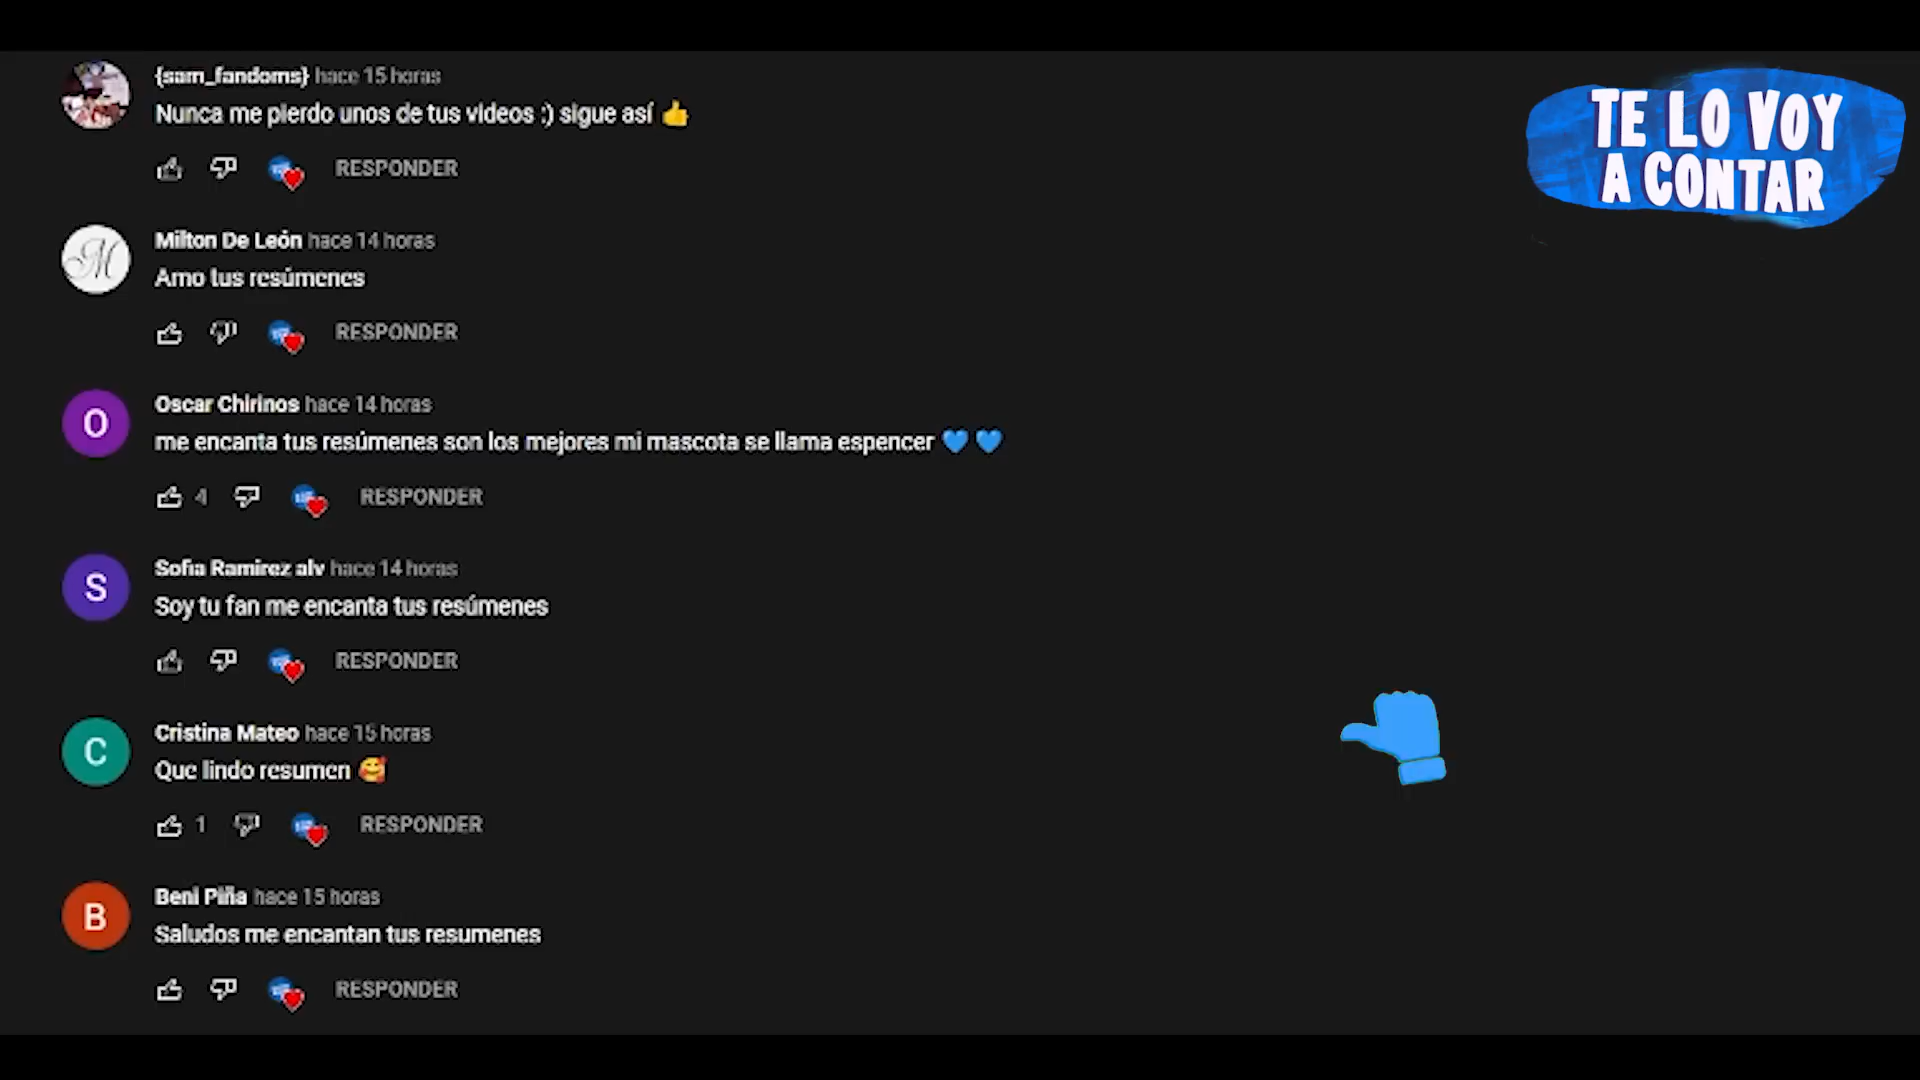 {sam_fandoms} hace 15 horas
Nunca me pierdo unos de tus videos :) sigue así 👍
RESPONDER
TE LO VOY
A CONTAR
M
Milton De León hace 14 horas
Amo tus resúmenes
RESPONDER
O
Oscar Chirinos hace 14 horas
me encanta tus resúmenes son los mejores mi mascota se llama espencer 💙 💙
4 RESPONDER
S
Sofia Ramirez alv hace 14 horas
Soy tu fan me encanta tus resúmenes
RESPONDER
C
Cristina Mateo hace 15 horas
Que lindo resumen 🥰
1 RESPONDER
B
Beni Piña hace 15 horas
Saludos me encantan tus resumenes
RESPONDER